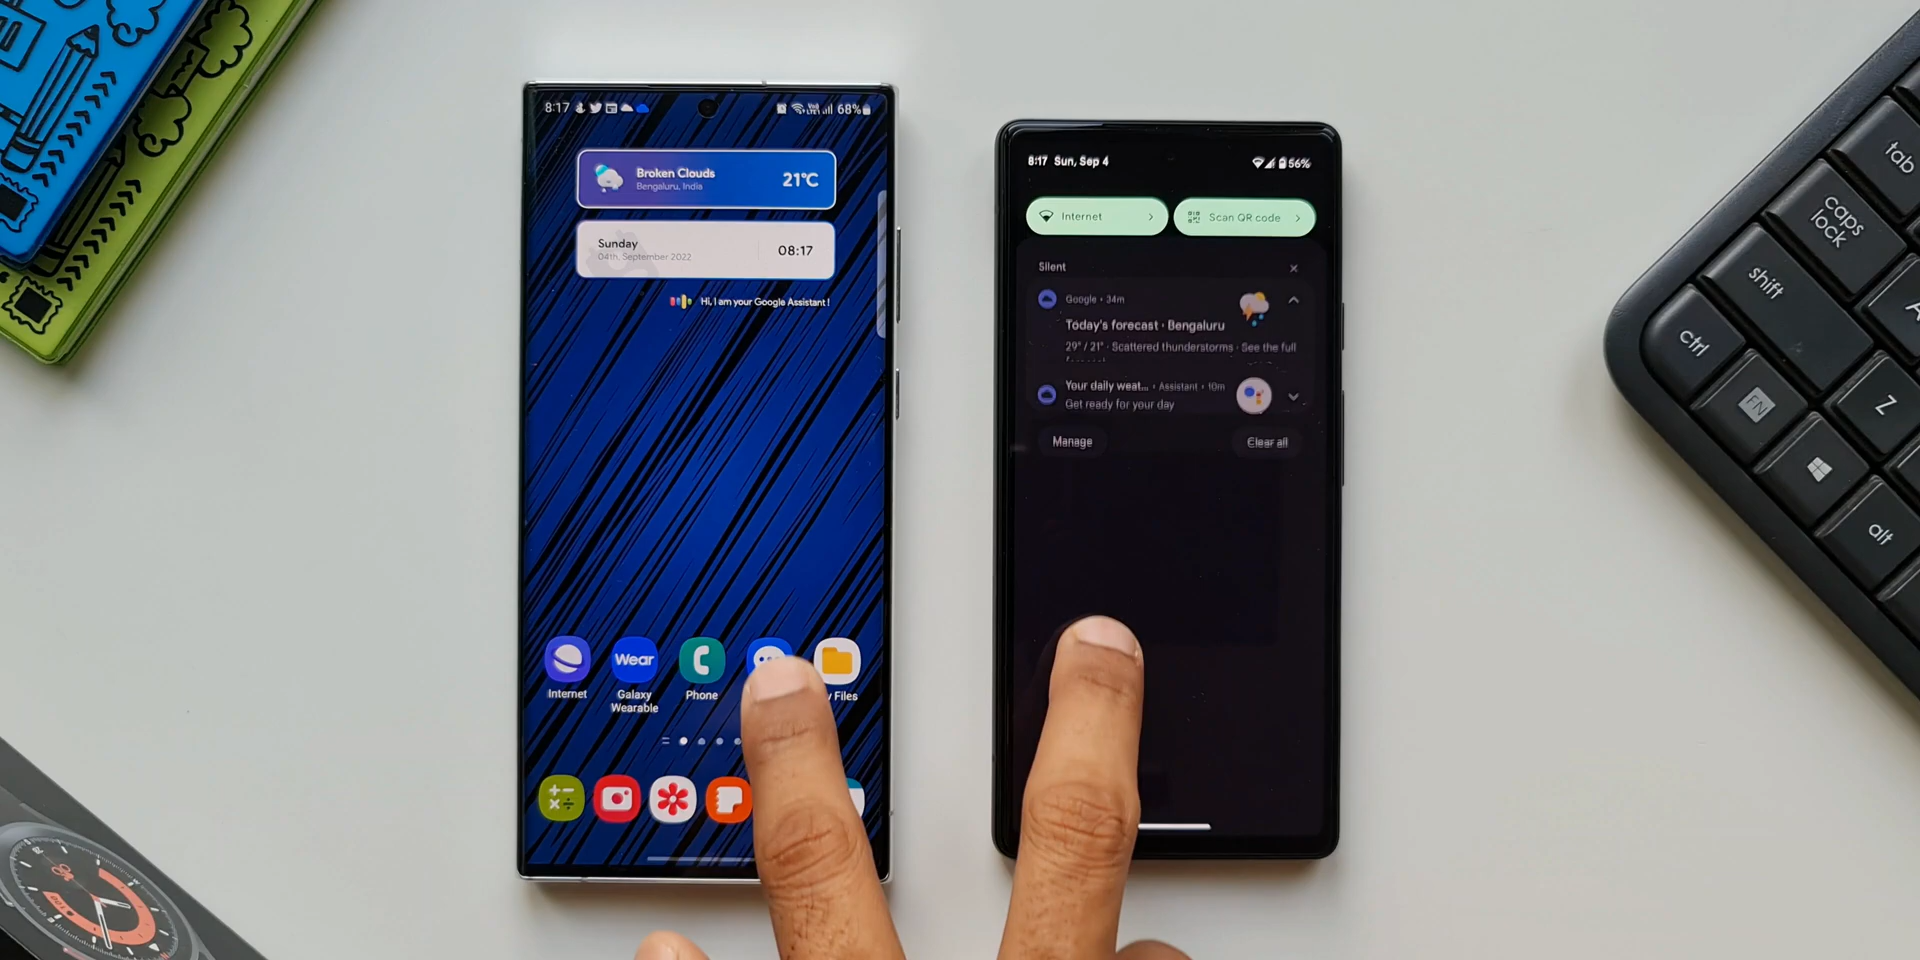 8:17
68%
Broken Clouds
Bengaluru, India
21°C
Sunday
04th, September 2022
08:17
Hi, I am your Google Assistant !
Internet
Wear
Galaxy
Wearable
Phone
Files
8:17 Sun, Sep 4
56%
Internet
Scan QR code
Silent
Google • 34m
Today's forecast · Bengaluru
29° / 21° · Scattered thunderstorms · See the full
Your daily weat... • Assistant • 10m
Get ready for your day
Manage
Clear all
tab
caps
lock
shift
ctrl
FN
Z
alt